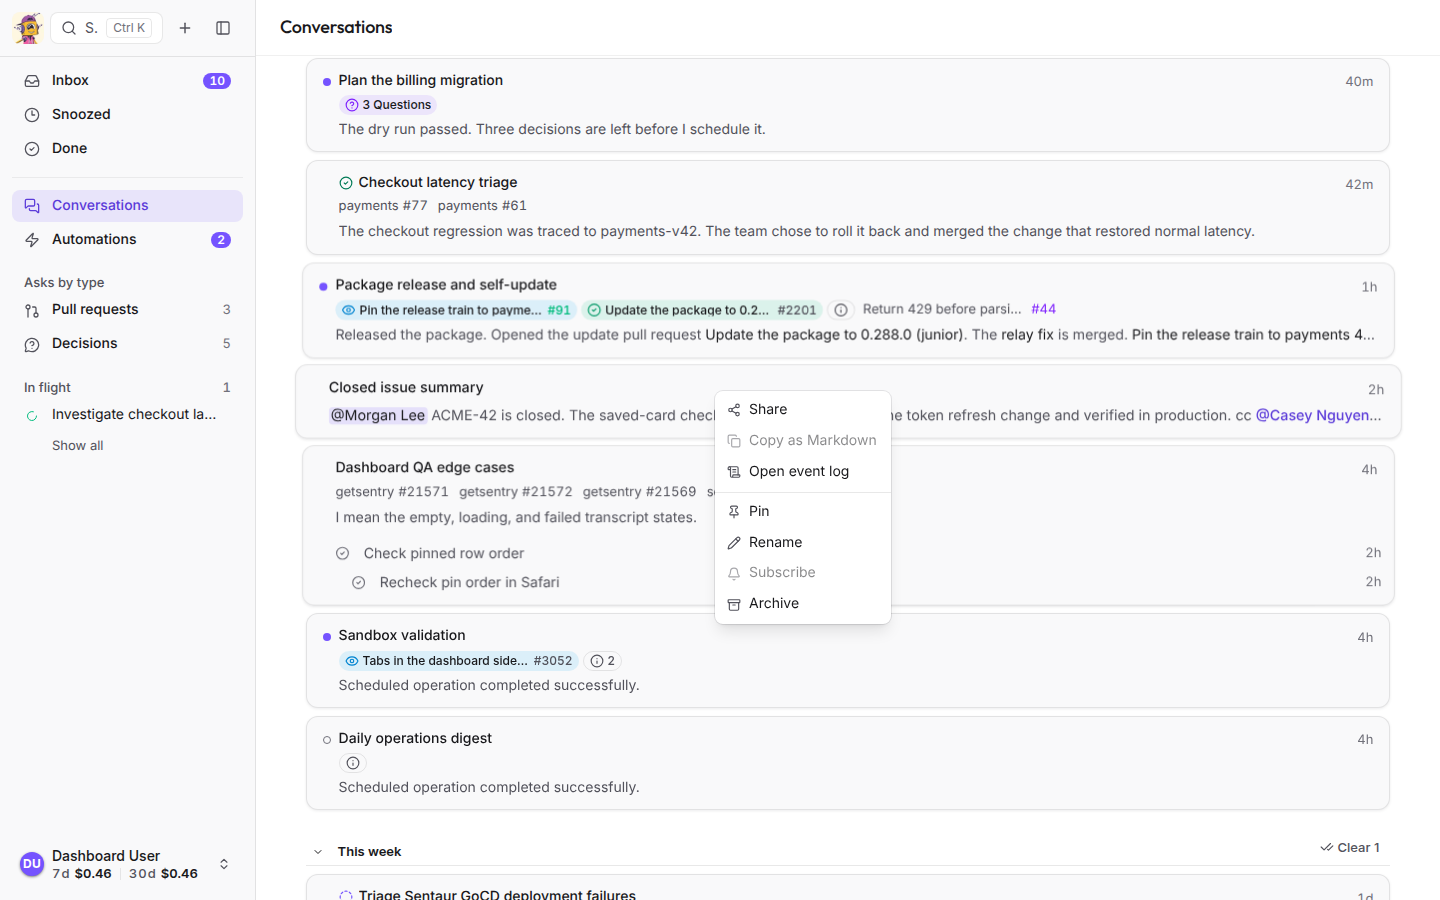 S.
Ctrl K
Conversations
Inbox
10
Snoozed
Done
Conversations
Automations
2
Asks by type
Pull requests
3
Decisions
5
In flight
1
Investigate checkout la...
Show all
DU
Dashboard User
7d $0.46 30d $0.46
Plan the billing migration
40m
3 Questions
The dry run passed. Three decisions are left before I schedule it.
Checkout latency triage
42m
payments #77 payments #61
The checkout regression was traced to payments-v42. The team chose to roll it back and merged the change that restored normal latency.
Package release and self-update
1h
Pin the release train to payme... #91 Update the package to 0.2... #2201 Return 429 before parsi... #44
Released the package. Opened the update pull request Update the package to 0.288.0 (junior). The relay fix is merged. Pin the release train to payments 4...
Closed issue summary
2h
@Morgan Lee ACME-42 is closed. The saved-card token refresh change and verified in production. cc @Casey Nguyen...
Share
Copy as Markdown
Open event log
Pin
Rename
Subscribe
Archive
Dashboard QA edge cases
4h
getsentry #21571 getsentry #21572 getsentry #21569
I mean the empty, loading, and failed transcript states.
Check pinned row order
2h
Recheck pin order in Safari
2h
Sandbox validation
4h
Tabs in the dashboard side... #3052 2
Scheduled operation completed successfully.
Daily operations digest
4h
Scheduled operation completed successfully.
This week
Clear 1
Triage Sentaur GoCD deployment failures
1d